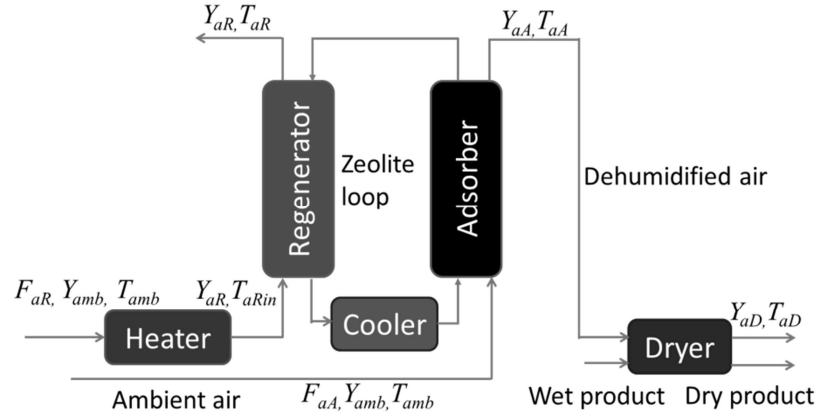 Y_aR, T_aR
Y_aA, T_aA
Regenerator
Zeolite
loop
Adsorber
Dehumidified air
F_aR, Y_amb, T_amb
Y_aR, T_aRin
Heater
Cooler
Y_aD, T_aD
Dryer
Ambient air
F_aA, Y_amb, T_amb
Wet product
Dry product